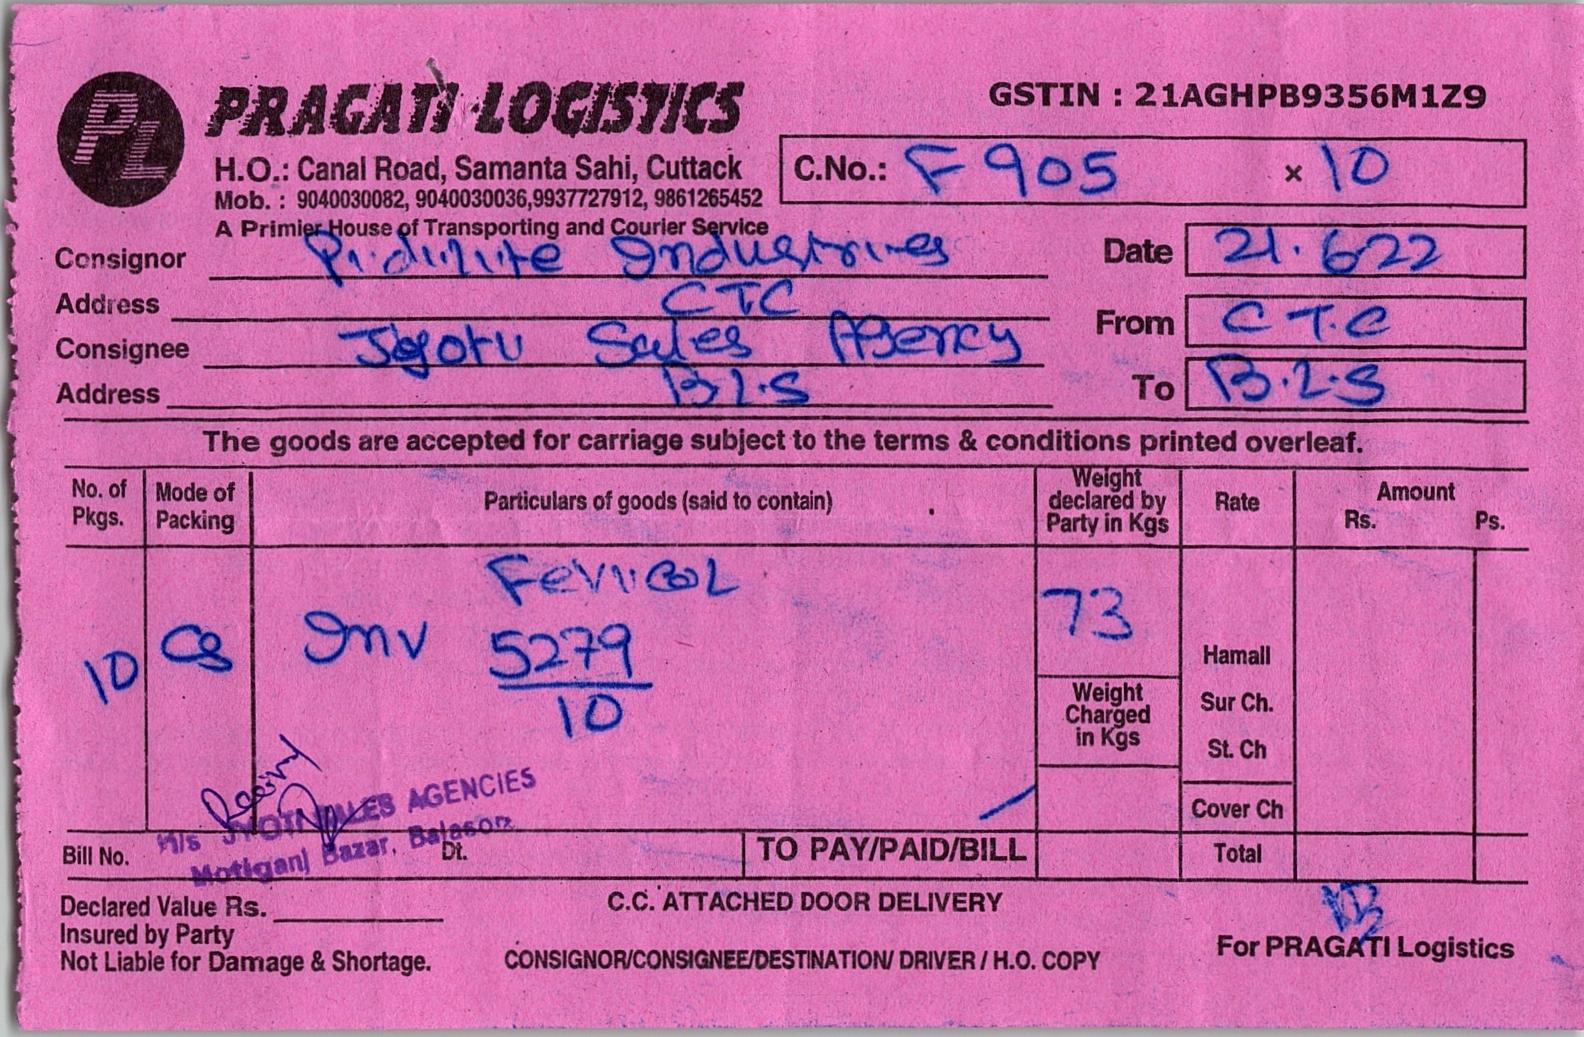 PL PRAGATI LOGISTICS
GSTIN : 21AGHPB9356M1Z9
H.O.: Canal Road, Samanta Sahi, Cuttack
C.No.: F 905 × 10
Mob. : 9040030082, 9040030036,9937727912, 9861265452
A Primier House of Transporting and Courier Service
Consignor Pidilite Industries
Date 21.6.22
Address CTC
From C T.C
Consignee Jyoti Sales Agency
Address B.L.S
To B.L.S
The goods are accepted for carriage subject to the terms & conditions printed overleaf.
No. of Pkgs.
Mode of Packing
Particulars of goods (said to contain)
Weight declared by Party in Kgs
Rate
Amount
Rs. Ps.
Fevicol
10 Cs Inv 5279
10
73
Hamall
Weight Charged in Kgs
Sur Ch.
St. Ch
Cover Ch
M/s JYOTI SALES AGENCIES
Motiganj Bazar, Balasore
Bill No. Dt.
TO PAY/PAID/BILL
Total
Declared Value Rs.
C.C. ATTACHED DOOR DELIVERY
Insured by Party
Not Liable for Damage & Shortage.
CONSIGNOR/CONSIGNEE/DESTINATION/ DRIVER / H.O. COPY
For PRAGATI Logistics